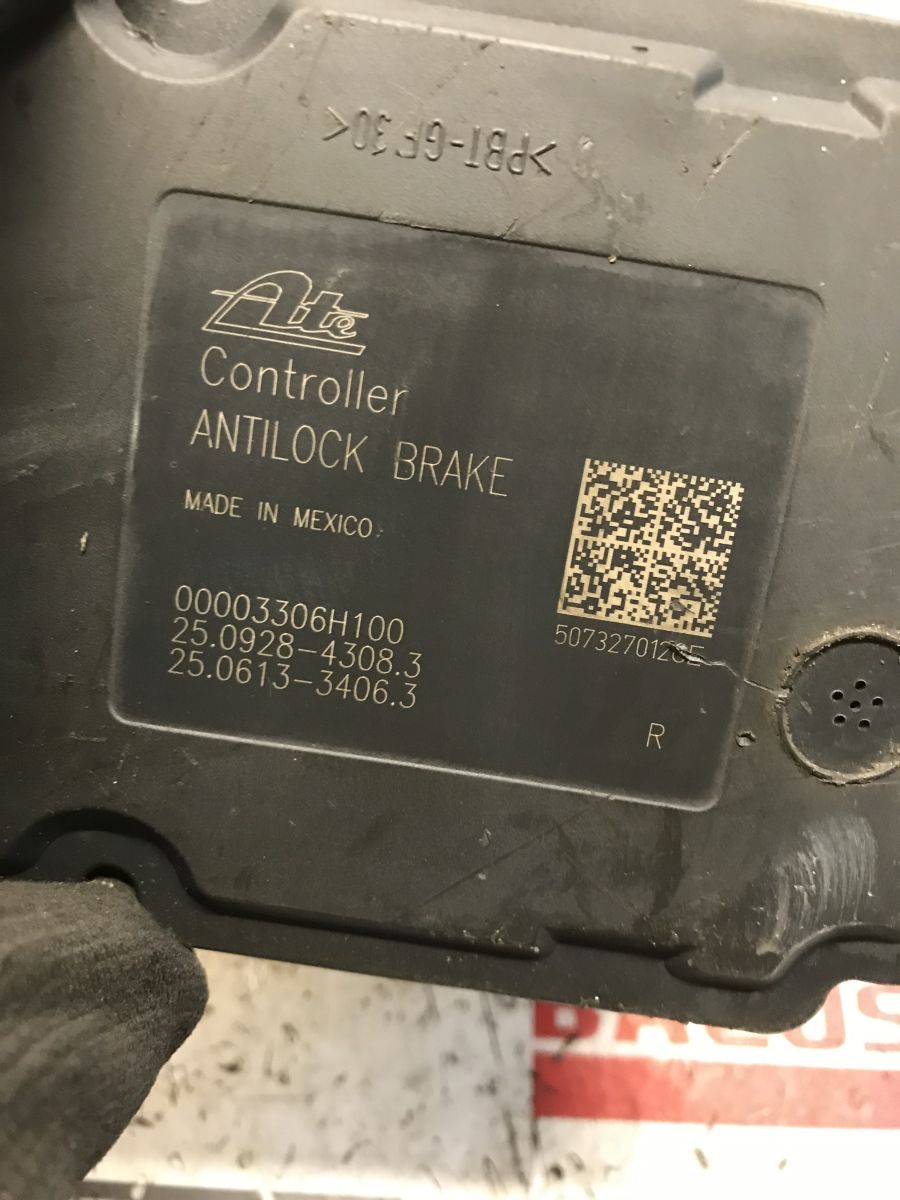 >PBT-GF30<
Ate
Controller
ANTILOCK BRAKE
MADE IN MEXICO
00003306H100
25.0928-4308.3
25.0613-3406.3
R